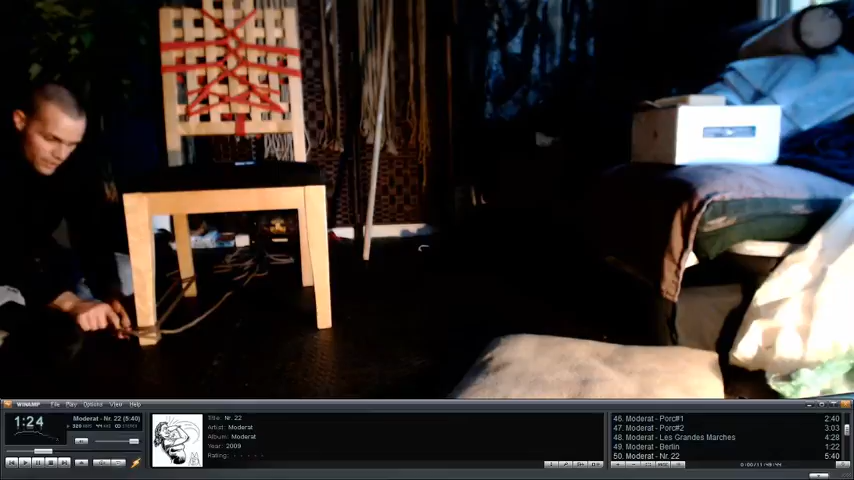 WINAMP File Play Options View Help
1:24
Moderat - Nr. 22 (5:40)
Title: Nr. 22
Artist: Moderat
Album: Moderat
Year: 2009
Rating:
46. Moderat - Porc#1 2:40
47. Moderat - Porc#2 3:03
48. Moderat - Les Grandes Marches 4:28
49. Moderat - Berlin 1:22
50. Moderat - Nr. 22 5:40